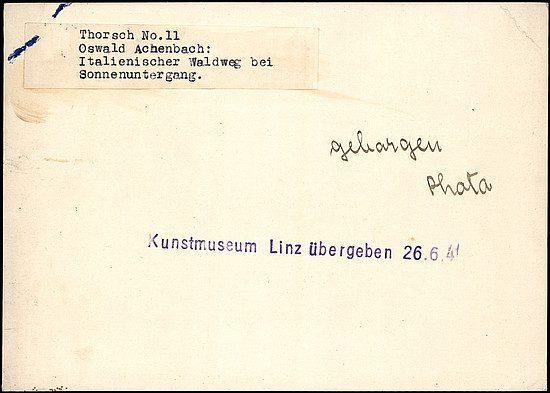 Thorsch No.11
Oswald Achenbach:
Italienischer Waldweg bei
Sonnenuntergang.
geborgen
Photo
Kunstmuseum Linz übergeben 26.6.41